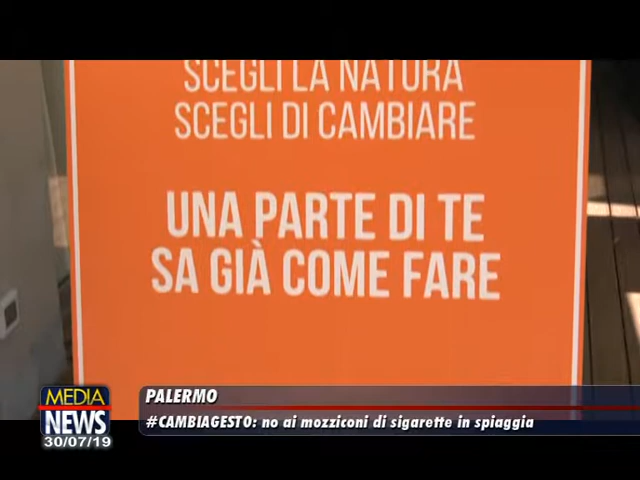 SCEGLI LA NATURA
SCEGLI DI CAMBIARE
UNA PARTE DI TE
SA GIÀ COME FARE
MEDIA
NEWS
30/07/19
PALERMO
#CAMBIAGESTO: no ai mozziconi di sigarette in spiaggia